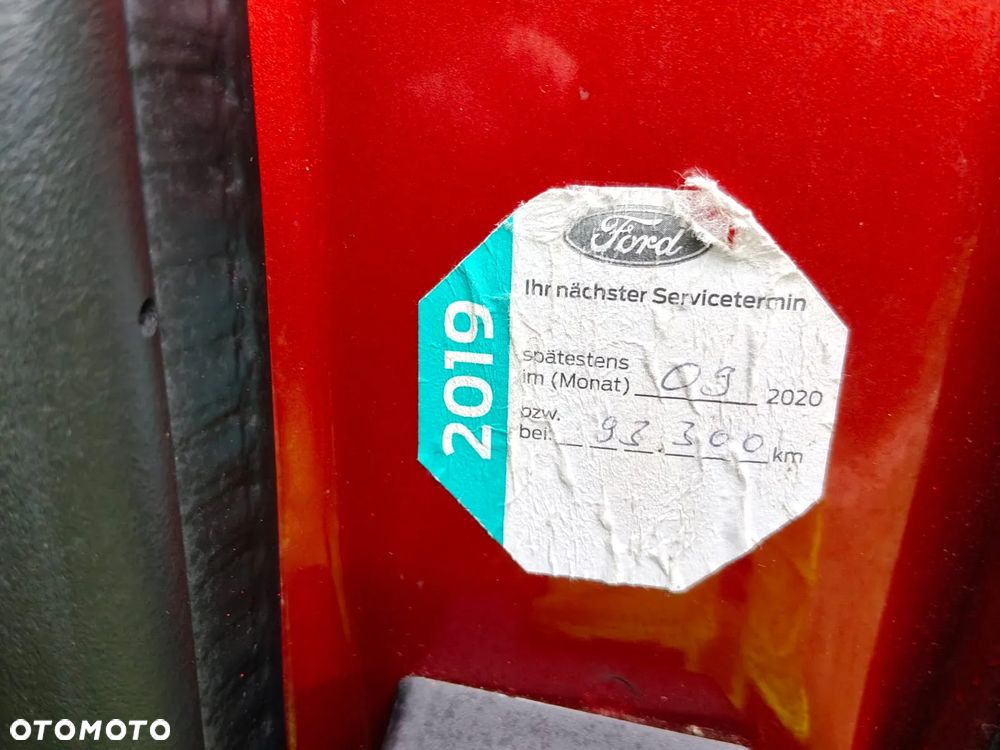 Ford
2019
Ihr nächster Servicetermin
spätestens
im (Monat) 09 2020
bzw.
bei: 93.300 km
OTOMOTO